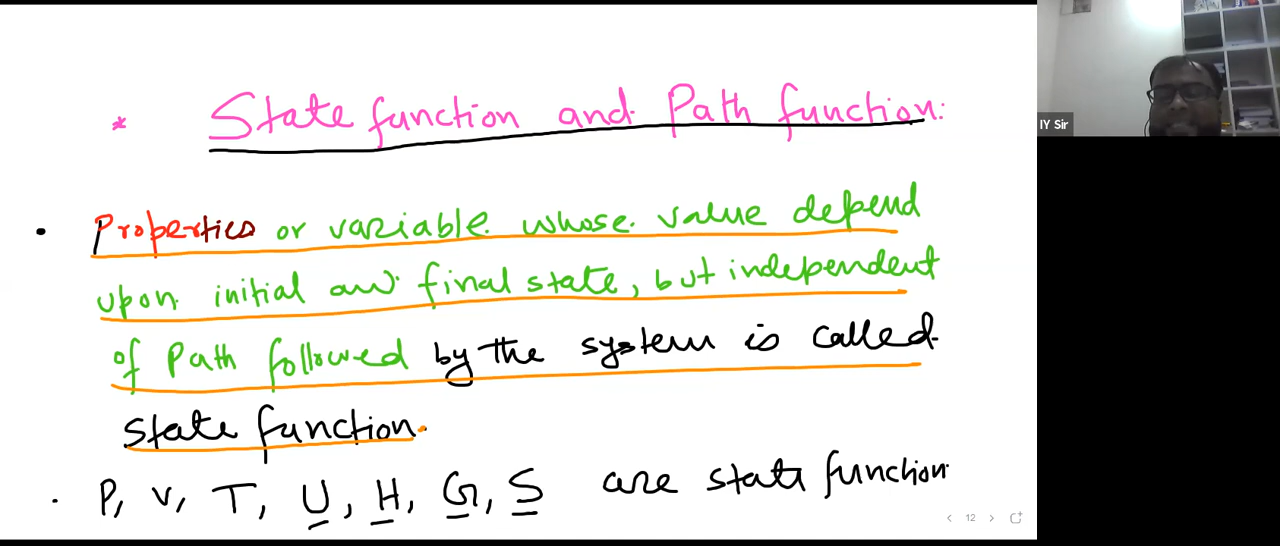 * State function and Path function:
IY Sir
• Properties or variable whose value depend
upon initial and final state, but independent
of Path followed by the system is called
state function.
. P, V, T, U, H, G, S are state function
12